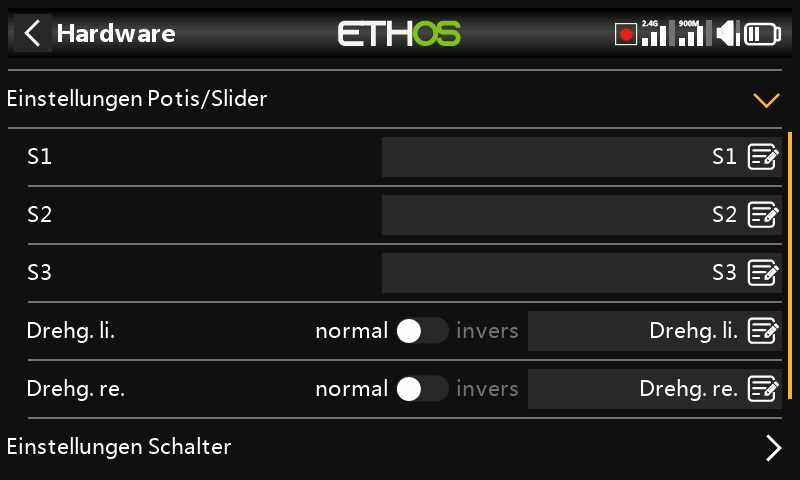 Hardware ETHOS 2.4G 900M
Einstellungen Potis/Slider
S1 S1
S2 S2
S3 S3
Drehg. li. normal invers Drehg. li.
Drehg. re. normal invers Drehg. re.
Einstellungen Schalter